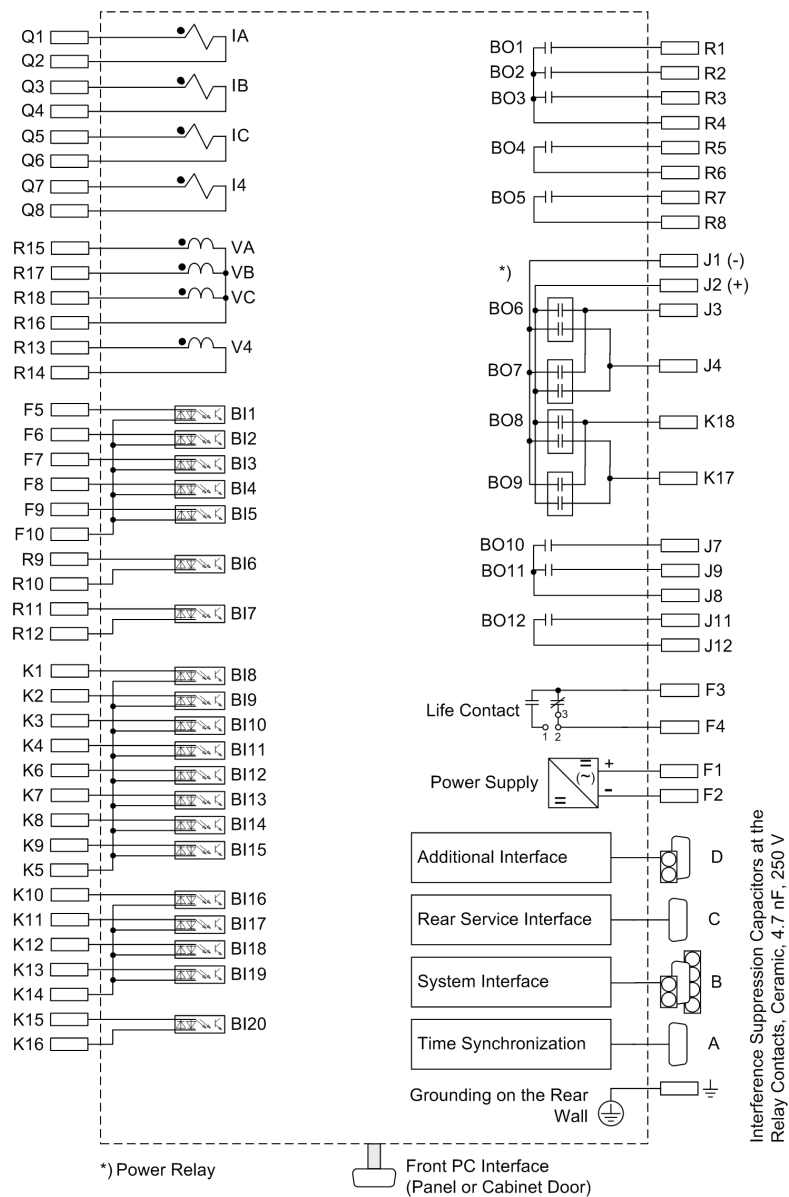 Q1 IA
Q2
Q3 IB
Q4
Q5 IC
Q6
Q7 I4
Q8
R15 VA
R17 VB
R18 VC
R16
R13 V4
R14
F5 BI1
F6 BI2
F7 BI3
F8 BI4
F9 BI5
F10
R9 BI6
R10
R11 BI7
R12
K1 BI8
K2 BI9
K3 BI10
K4 BI11
K6 BI12
K7 BI13
K8 BI14
K9 BI15
K5
K10 BI16
K11 BI17
K12 BI18
K13 BI19
K14
K15 BI20
K16
BO1 R1
BO2 R2
BO3 R3
R4
BO4 R5
R6
BO5 R7
R8
*) J1 (-)
J2 (+)
BO6 J3
BO7 J4
BO8 K18
BO9 K17
BO10 J7
BO11 J9
J8
BO12 J11
J12
F3
Life Contact 3
1 2 F4
Power Supply = (~) = + F1
- F2
Additional Interface D
Rear Service Interface C
System Interface B
Time Synchronization A
Grounding on the Rear
Wall
*) Power Relay
Front PC Interface
(Panel or Cabinet Door)
Interference Suppression Capacitors at the
Relay Contacts, Ceramic, 4.7 nF, 250 V